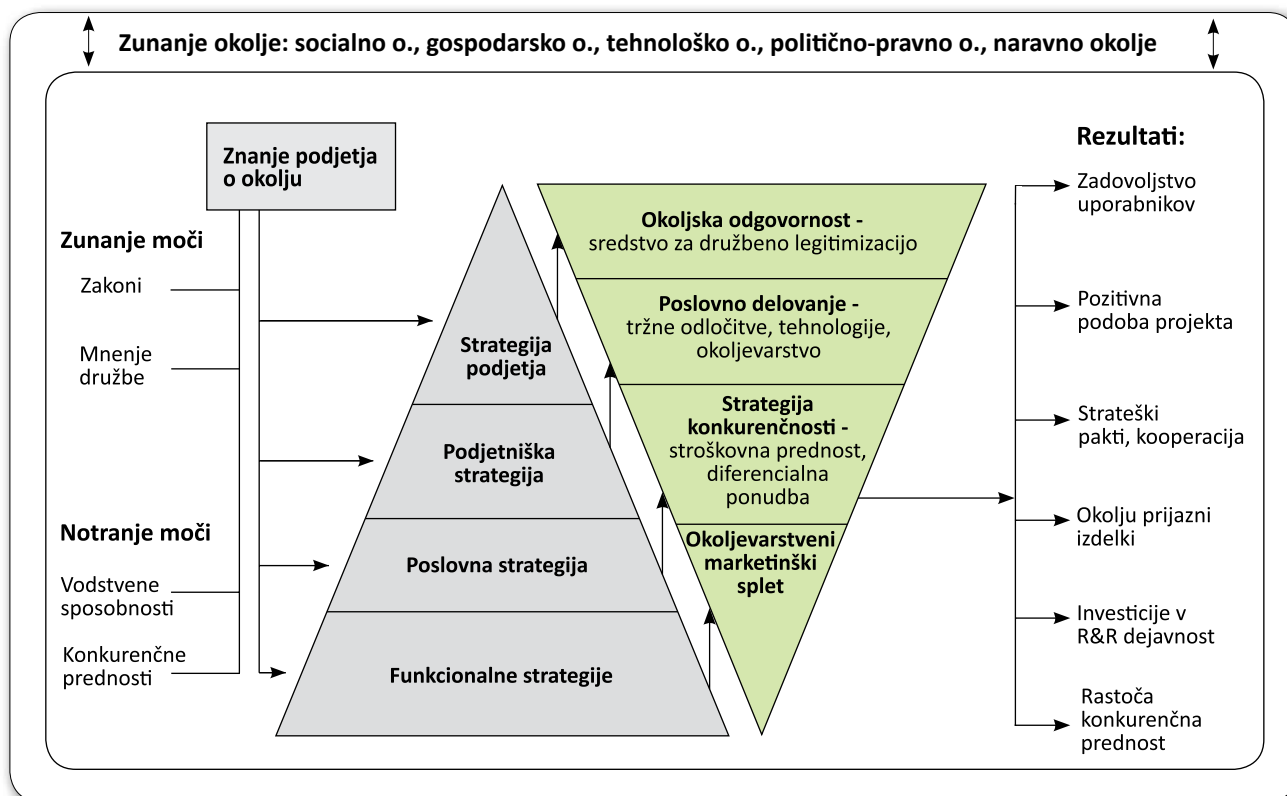 Zunanje okolje: socialno o., gospodarsko o., tehnološko o., politično-pravno o., naravno okolje
Znanje podjetja
o okolju
Zunanje moči
Zakoni
Mnenje
družbe
Notranje moči
Vodstvene
sposobnosti
Konkurenčne
prednosti
Strategija
podjetja
Podjetniška
strategija
Poslovna strategija
Funkcionalne strategije
Okoljska odgovornost -
sredstvo za družbeno legitimizacijo
Poslovno delovanje -
tržne odločitve, tehnologije,
okoljevarstvo
Strategija
konkurenčnosti -
stroškovna prednost,
diferencialna
ponudba
Okoljevarstveni
marketinški
splet
Rezultati:
Zadovoljstvo
uporabnikov
Pozitivna
podoba projekta
Strateški
pakti, kooperacija
Okolju prijazni
izdelki
Investicije v
R&R dejavnost
Rastoča
konkurenčna
prednost